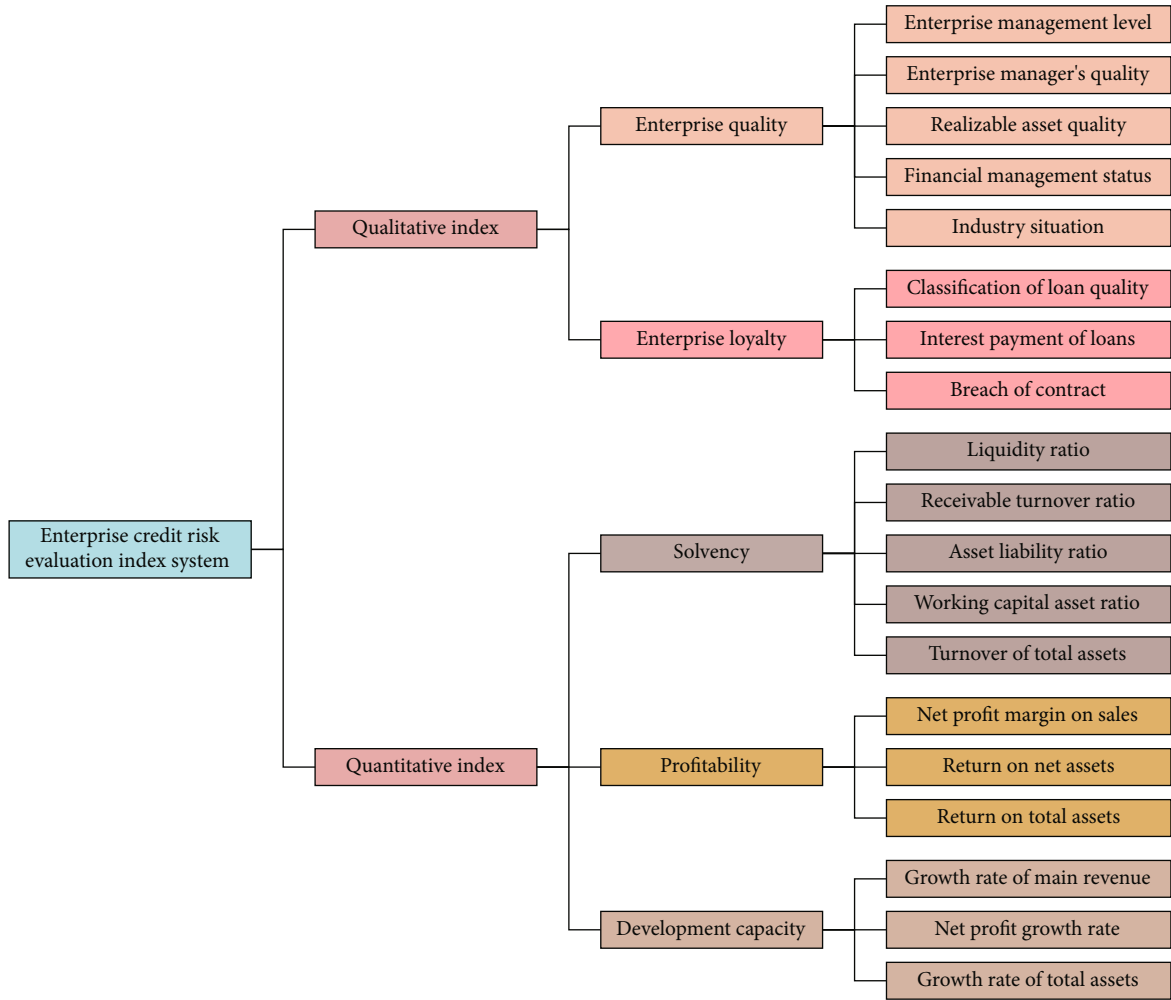 Enterprise credit risk
evaluation index system
Qualitative index
Enterprise quality
Enterprise management level
Enterprise manager's quality
Realizable asset quality
Financial management status
Industry situation
Enterprise loyalty
Classification of loan quality
Interest payment of loans
Breach of contract
Quantitative index
Solvency
Liquidity ratio
Receivable turnover ratio
Asset liability ratio
Working capital asset ratio
Turnover of total assets
Profitability
Net profit margin on sales
Return on net assets
Return on total assets
Development capacity
Growth rate of main revenue
Net profit growth rate
Growth rate of total assets